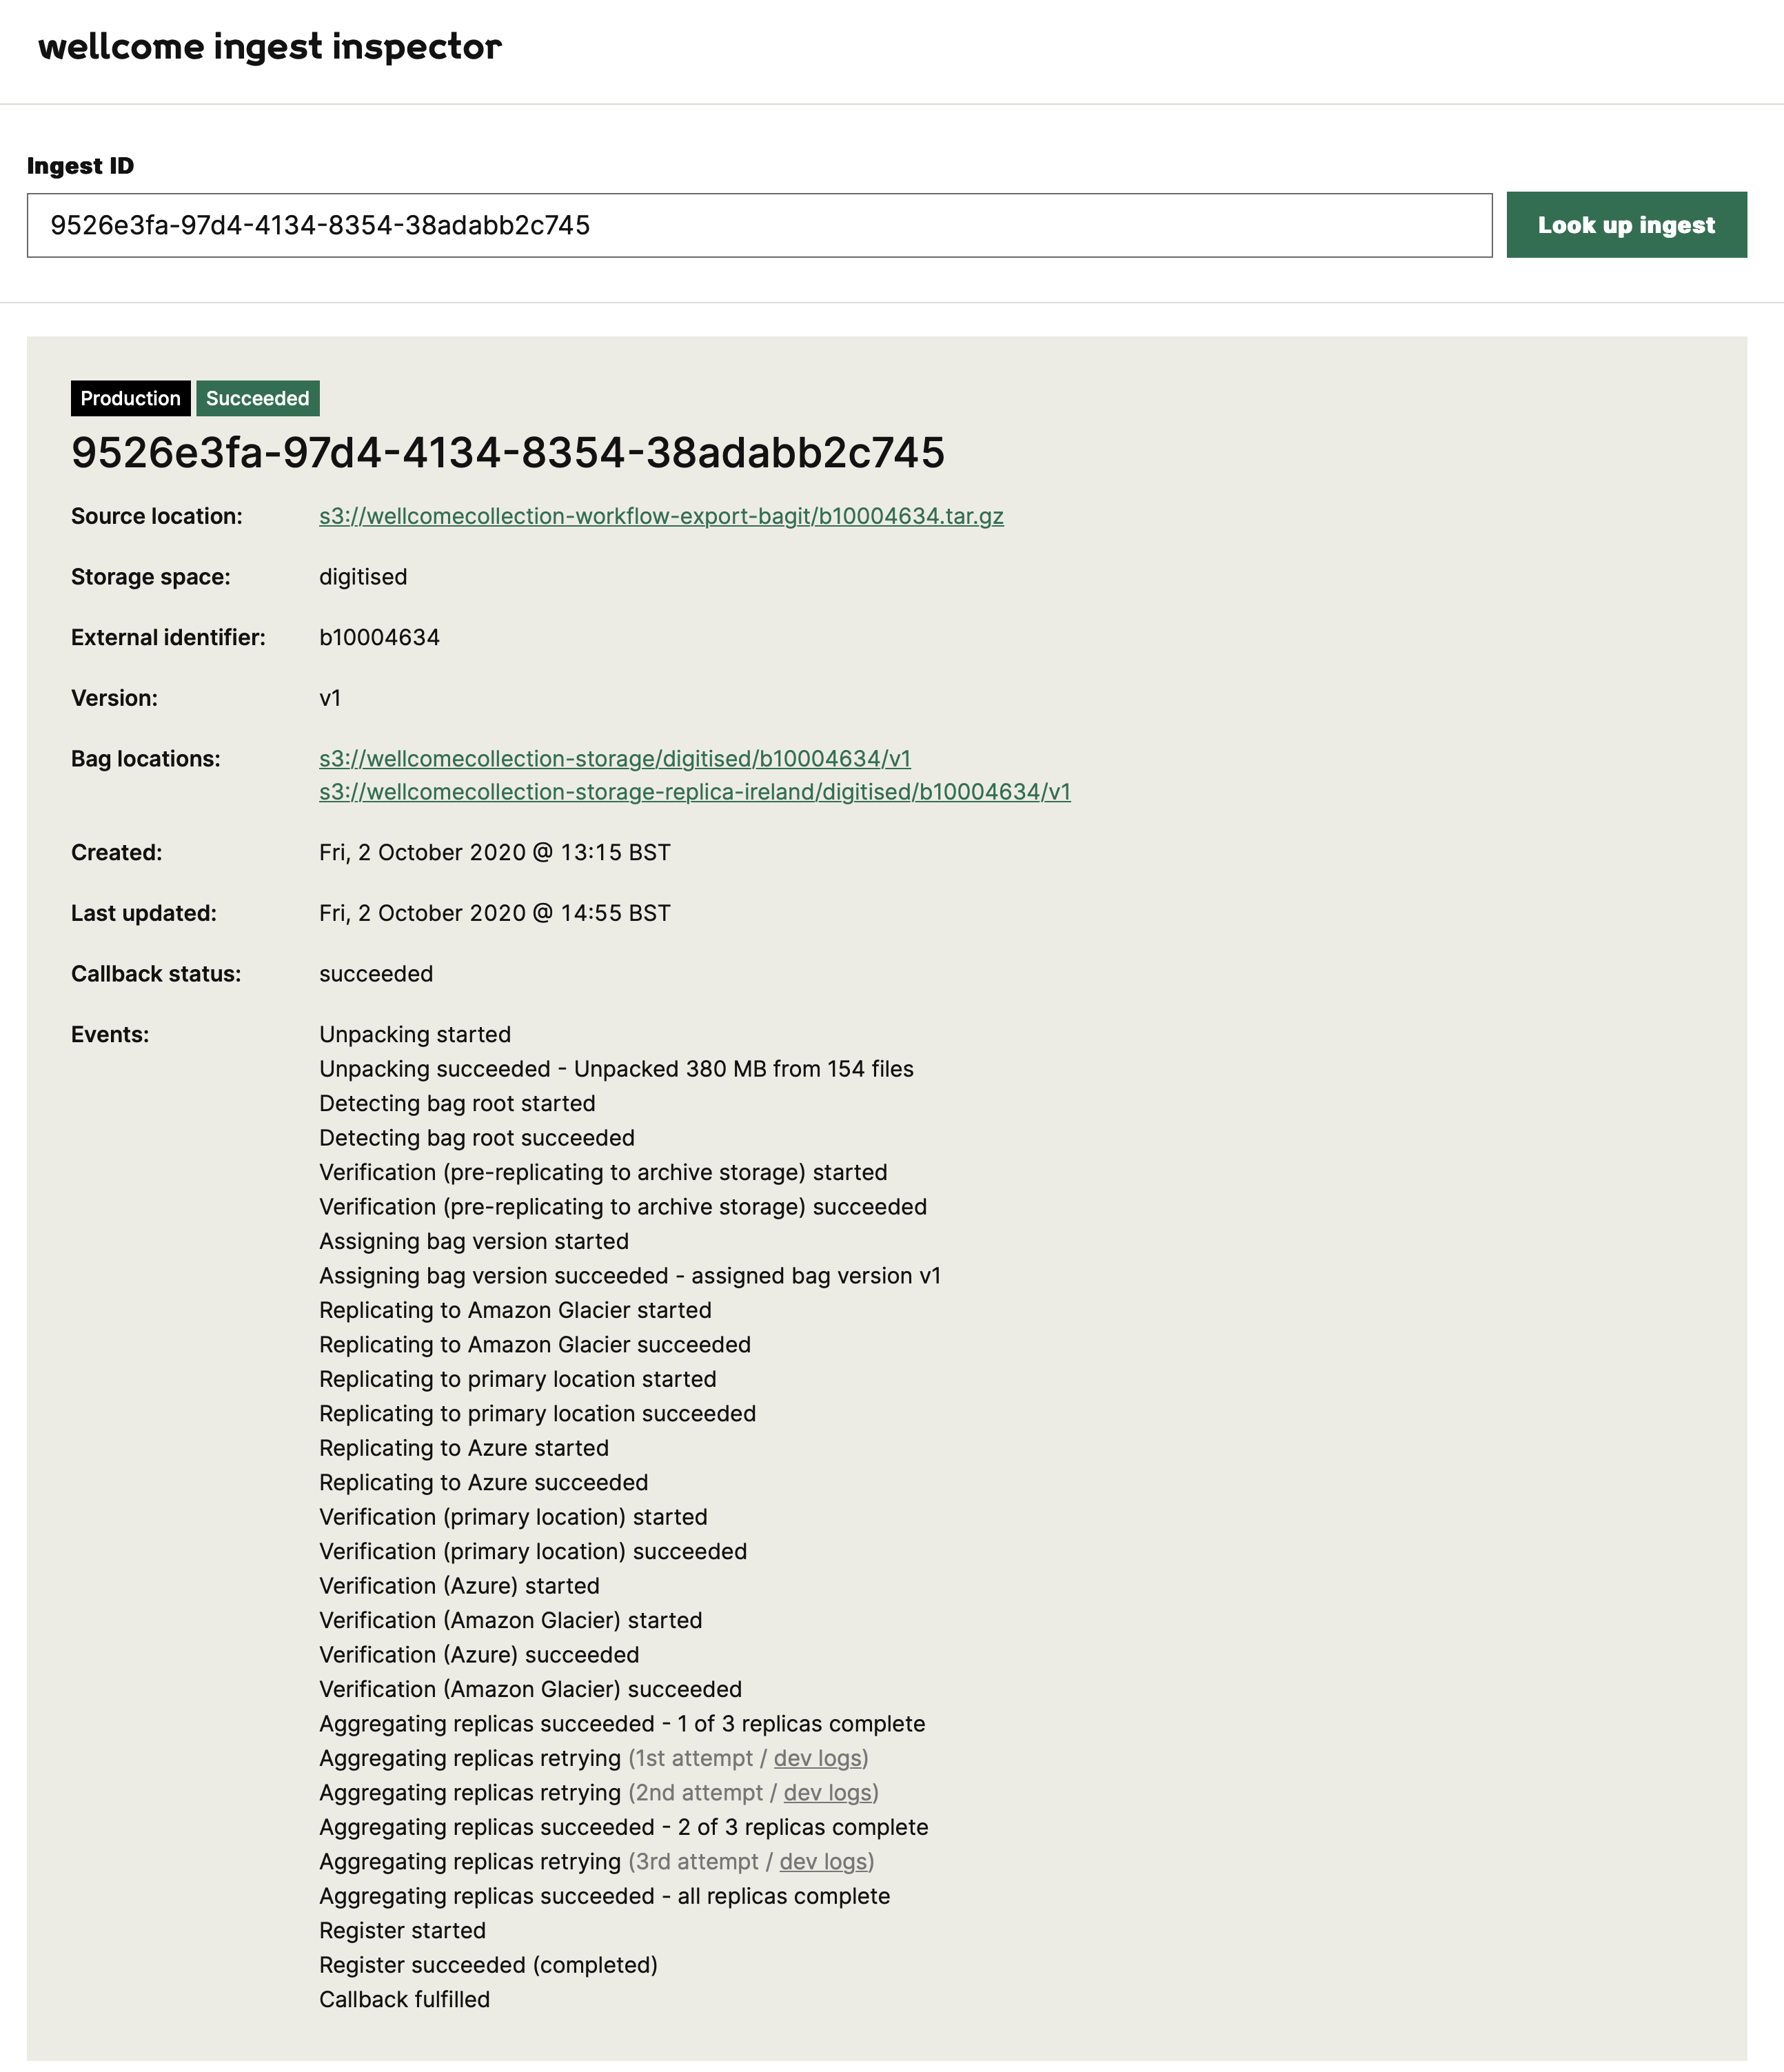 wellcome ingest inspector
Ingest ID
9526e3fa-97d4-4134-8354-38adabb2c745
Look up ingest
Production Succeeded
9526e3fa-97d4-4134-8354-38adabb2c745
Source location: s3://wellcomecollection-workflow-export-bagit/b10004634.tar.gz
Storage space: digitised
External identifier: b10004634
Version: v1
Bag locations: s3://wellcomecollection-storage/digitised/b10004634/v1
s3://wellcomecollection-storage-replica-ireland/digitised/b10004634/v1
Created: Fri, 2 October 2020 @ 13:15 BST
Last updated: Fri, 2 October 2020 @ 14:55 BST
Callback status: succeeded
Events: Unpacking started
Unpacking succeeded - Unpacked 380 MB from 154 files
Detecting bag root started
Detecting bag root succeeded
Verification (pre-replicating to archive storage) started
Verification (pre-replicating to archive storage) succeeded
Assigning bag version started
Assigning bag version succeeded - assigned bag version v1
Replicating to Amazon Glacier started
Replicating to Amazon Glacier succeeded
Replicating to primary location started
Replicating to primary location succeeded
Replicating to Azure started
Replicating to Azure succeeded
Verification (primary location) started
Verification (primary location) succeeded
Verification (Azure) started
Verification (Amazon Glacier) started
Verification (Azure) succeeded
Verification (Amazon Glacier) succeeded
Aggregating replicas succeeded - 1 of 3 replicas complete
Aggregating replicas retrying (1st attempt / dev logs)
Aggregating replicas retrying (2nd attempt / dev logs)
Aggregating replicas succeeded - 2 of 3 replicas complete
Aggregating replicas retrying (3rd attempt / dev logs)
Aggregating replicas succeeded - all replicas complete
Register started
Register succeeded (completed)
Callback fulfilled